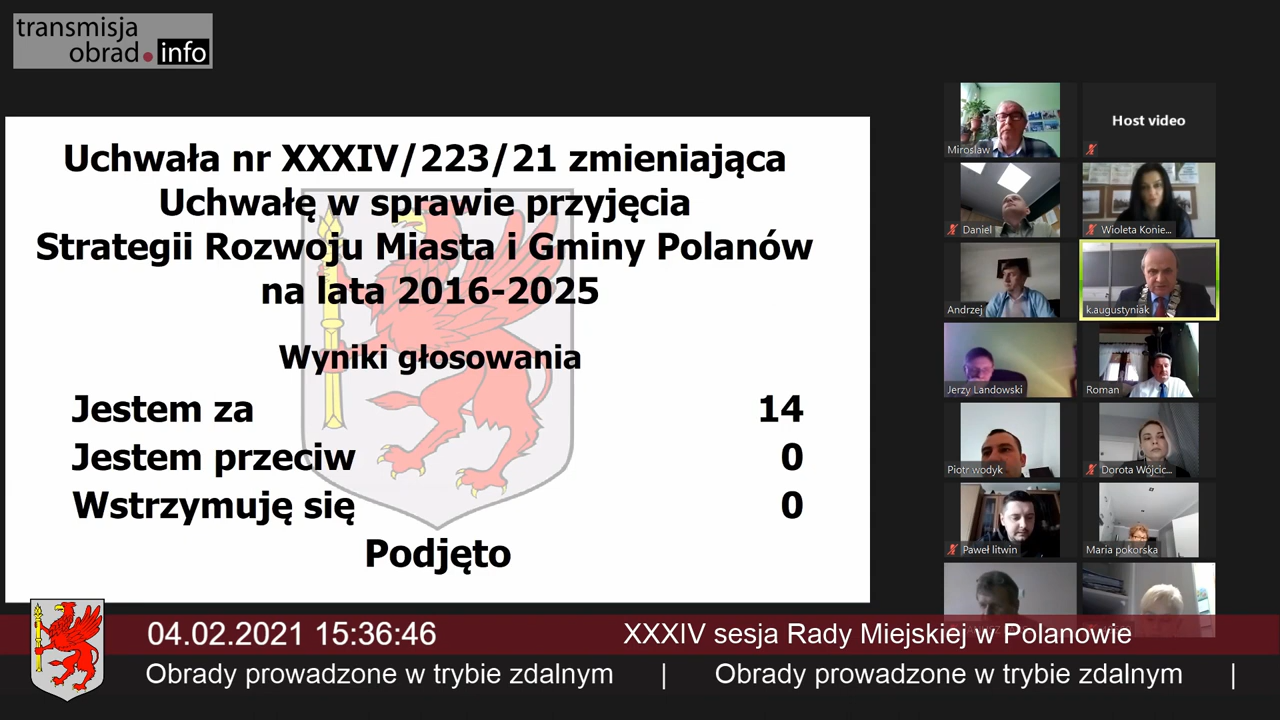 transmisja
obrad.info
Uchwała nr XXXIV/223/21 zmieniająca
Uchwałę w sprawie przyjęcia
Strategii Rozwoju Miasta i Gminy Polanów
na lata 2016-2025
Wyniki głosowania
Jestem za 14
Jestem przeciw 0
Wstrzymuję się 0
Podjęto
Mirosław
Host video
Daniel
Wioleta Konie...
Andrzej
k.augustyniak
Jerzy Landowski
Roman
Piotr wodyk
Dorota Wójcic...
Paweł litwin
Maria pokorska
04.02.2021 15:36:46 XXXIV sesja Rady Miejskiej w Polanowie
Obrady prowadzone w trybie zdalnym | Obrady prowadzone w trybie zdalnym |